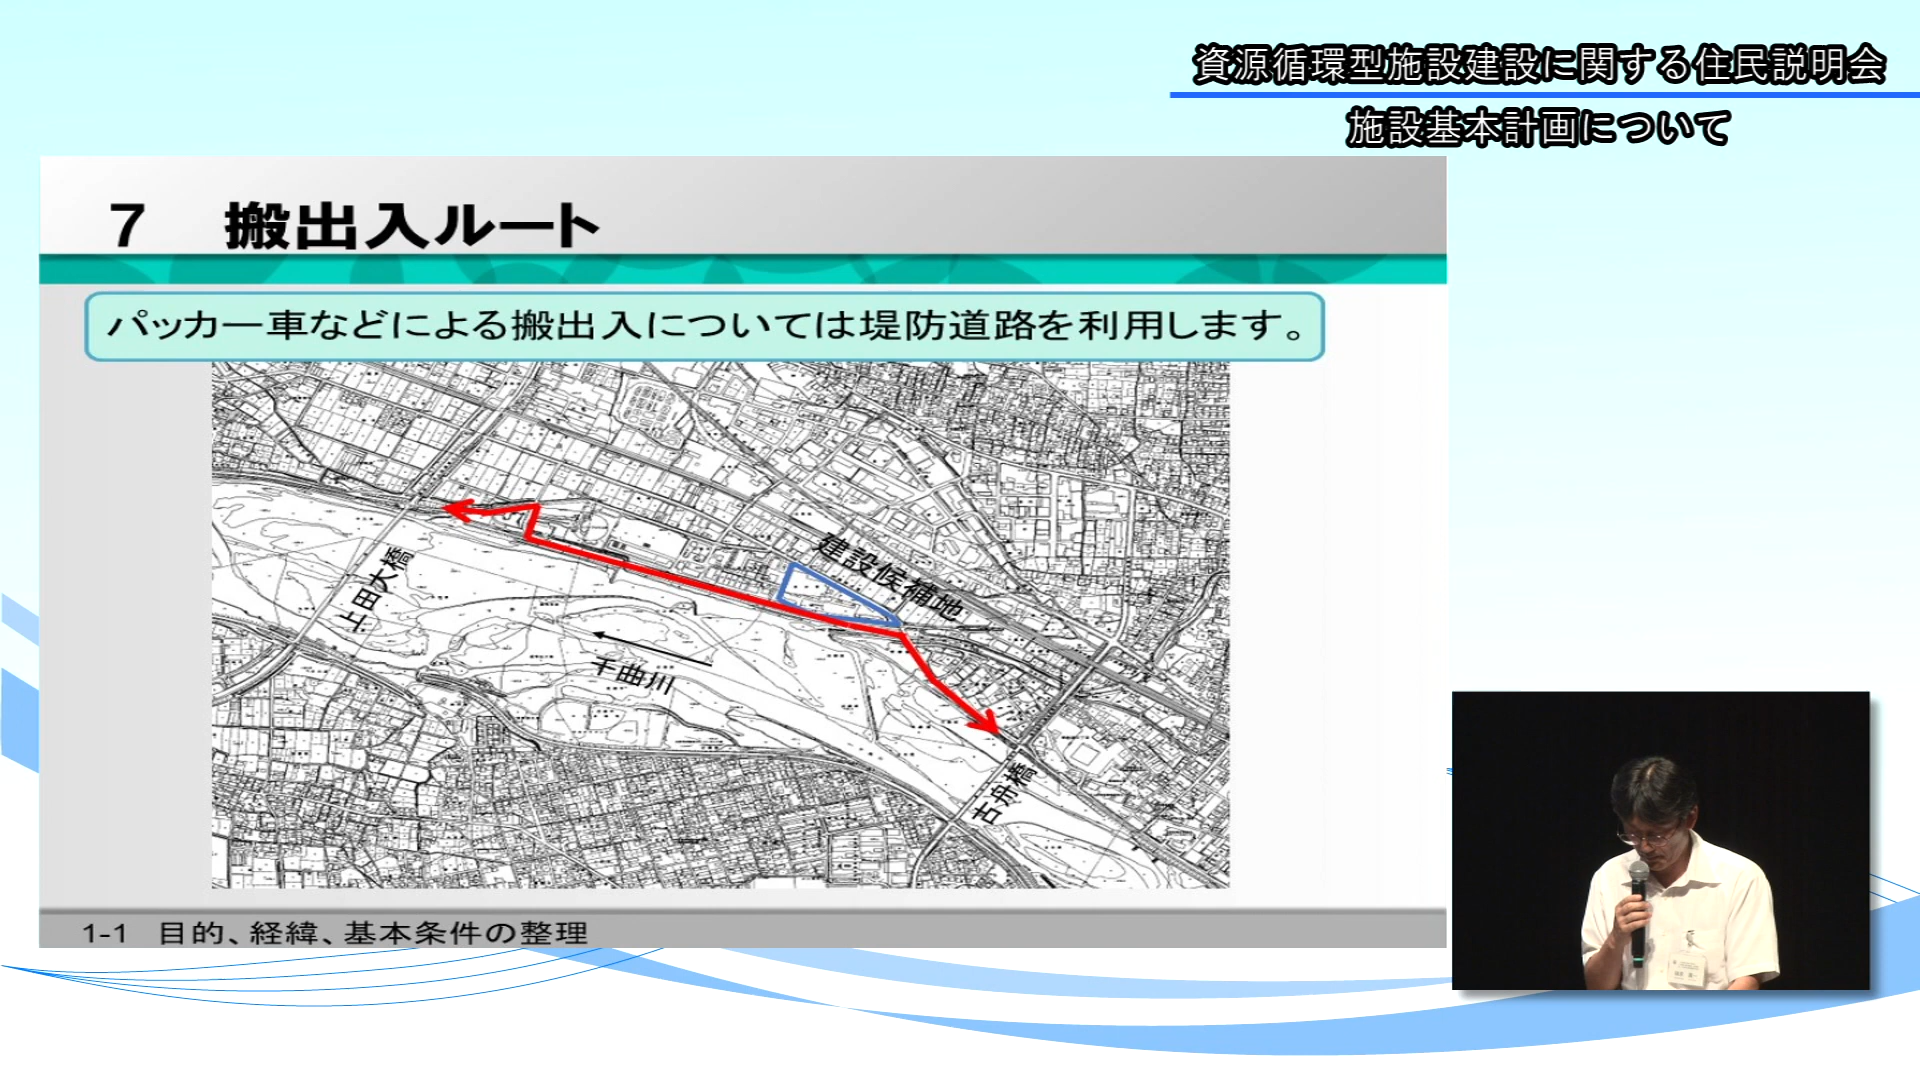 資源循環型施設建設に関する住民説明会
施設基本計画について
7 搬出入ルート
パッカー車などによる搬出入については堤防道路を利用します。
建設候補地
上田大橋
千曲川
古舟橋
1-1 目的、経緯、基本条件の整理